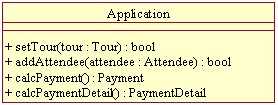 Application
+ setTour(tour : Tour) : bool
+ addAttendee(attendee : Attendee) : bool
+ calcPayment() : Payment
+ calcPaymentDetail() : PaymentDetail